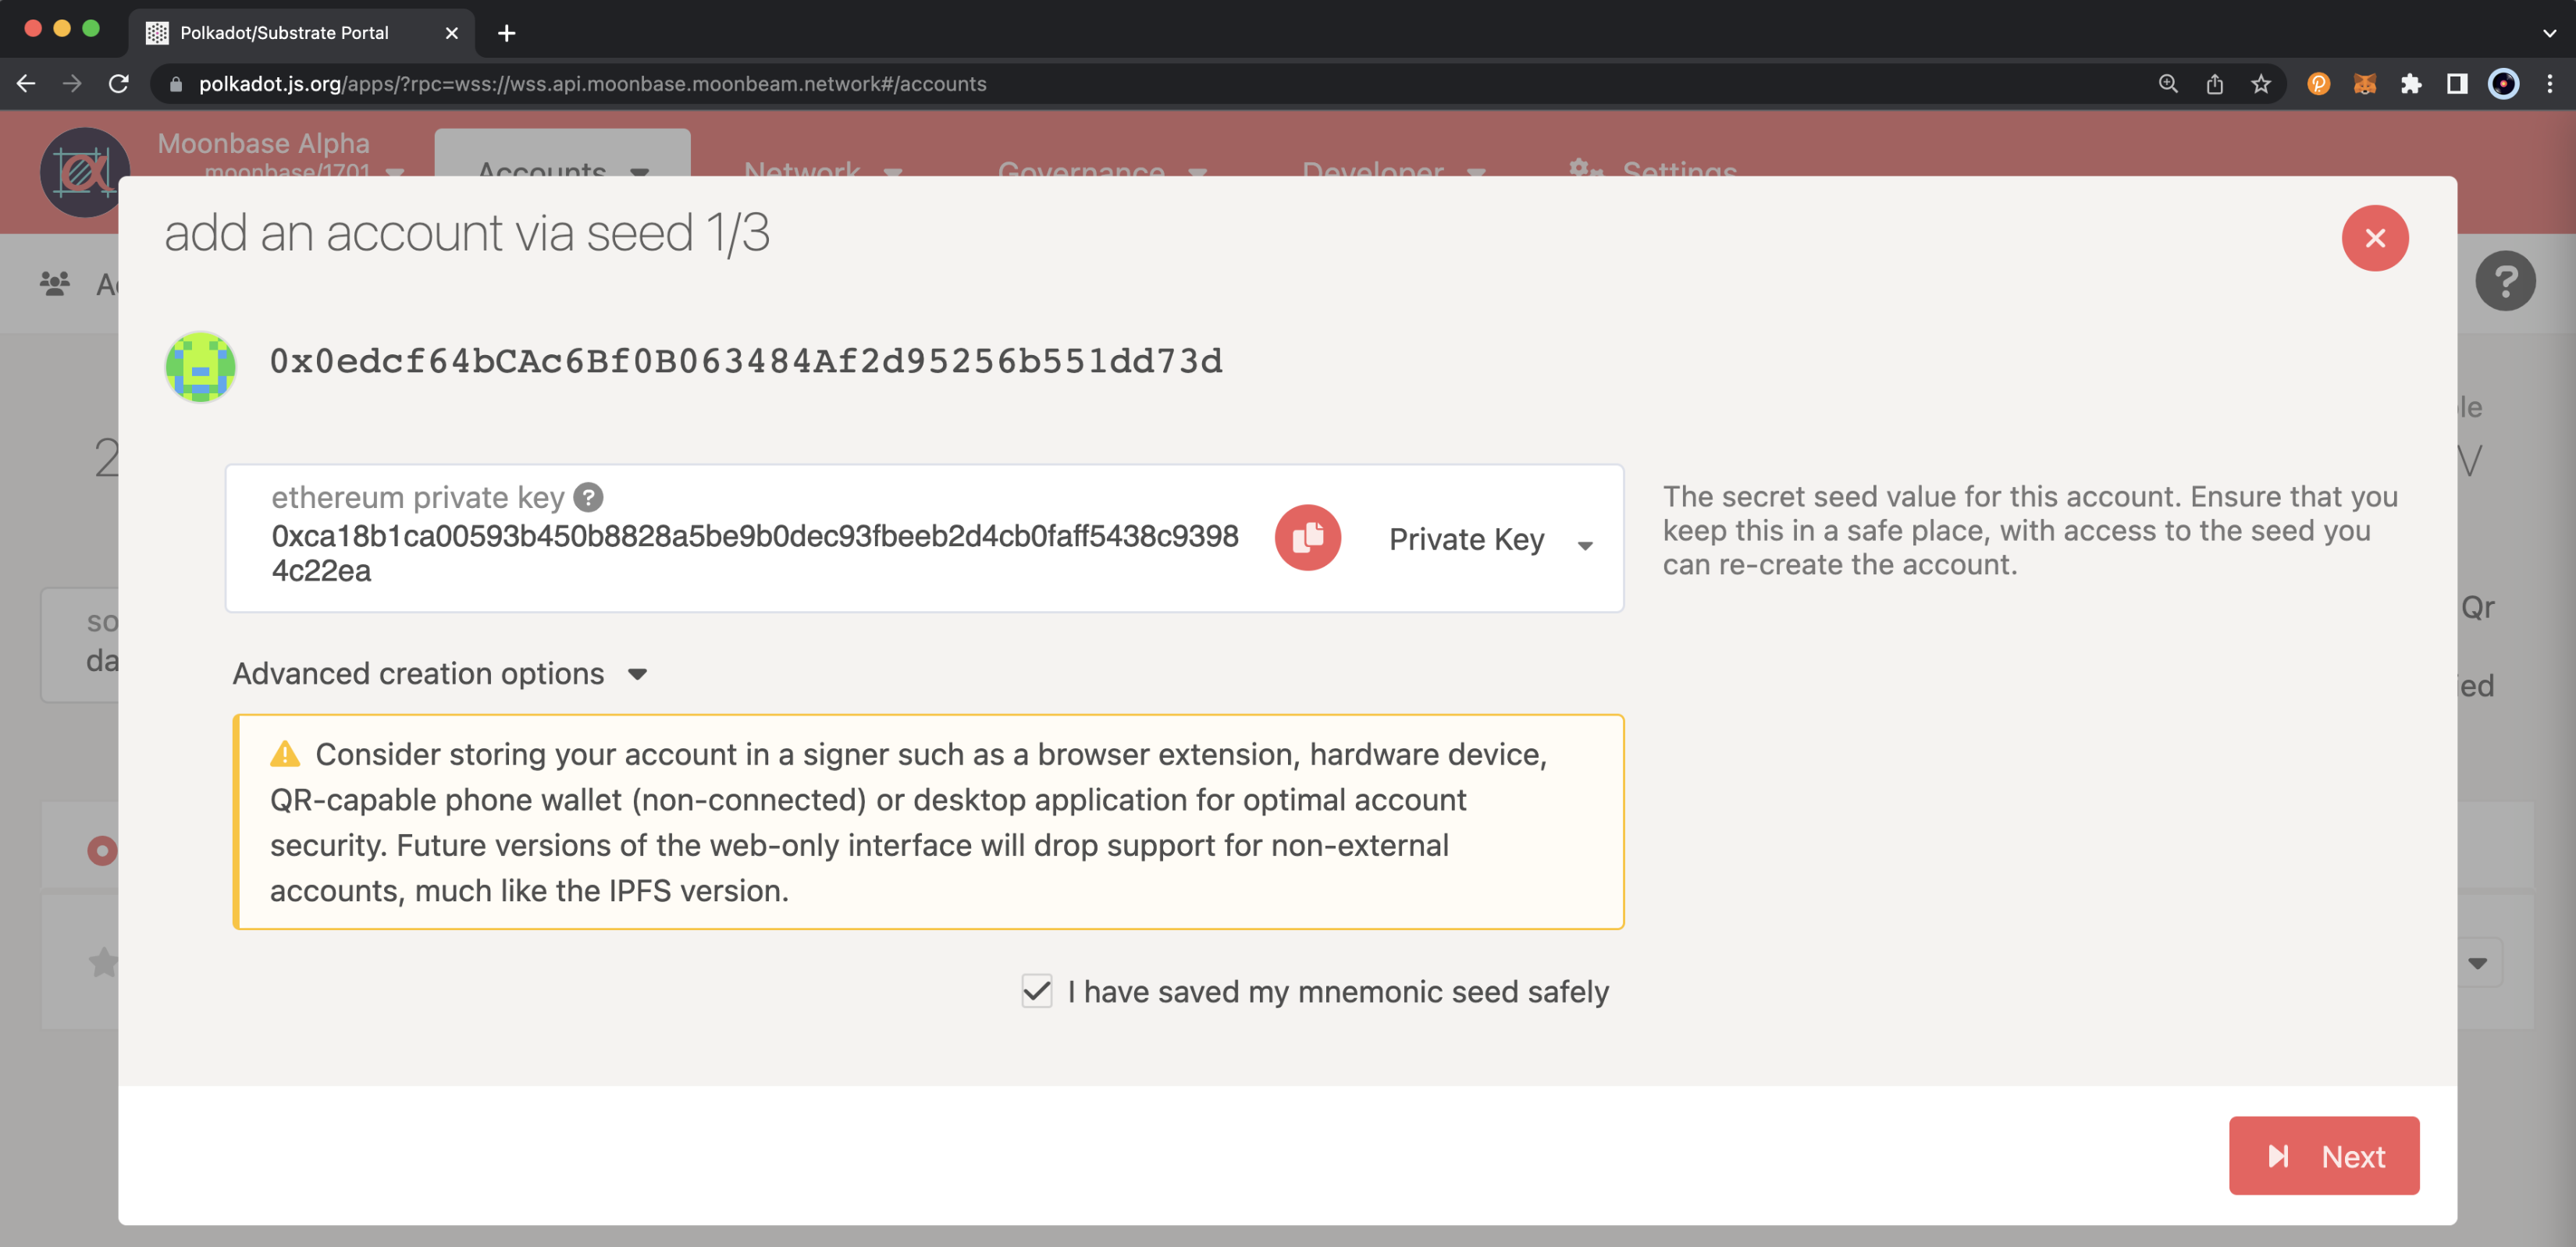 Polkadot/Substrate Portal
polkadot.js.org/apps/?rpc=wss://wss.api.moonbase.moonbeam.network#/accounts
Moonbase Alpha
moonbase/1701
Accounts
Network
Governance
Developer
Settings
add an account via seed 1/3
0x0edcf64bCAc6Bf0B063484Af2d95256b551dd73d
ethereum private key
0xca18b1ca00593b450b8828a5be9b0dec93fbeeb2d4cb0faff5438c9398
4c22ea
Private Key
The secret seed value for this account. Ensure that you
keep this in a safe place, with access to the seed you
can re-create the account.
Advanced creation options
Consider storing your account in a signer such as a browser extension, hardware device,
QR-capable phone wallet (non-connected) or desktop application for optimal account
security. Future versions of the web-only interface will drop support for non-external
accounts, much like the IPFS version.
I have saved my mnemonic seed safely
Qr
Next